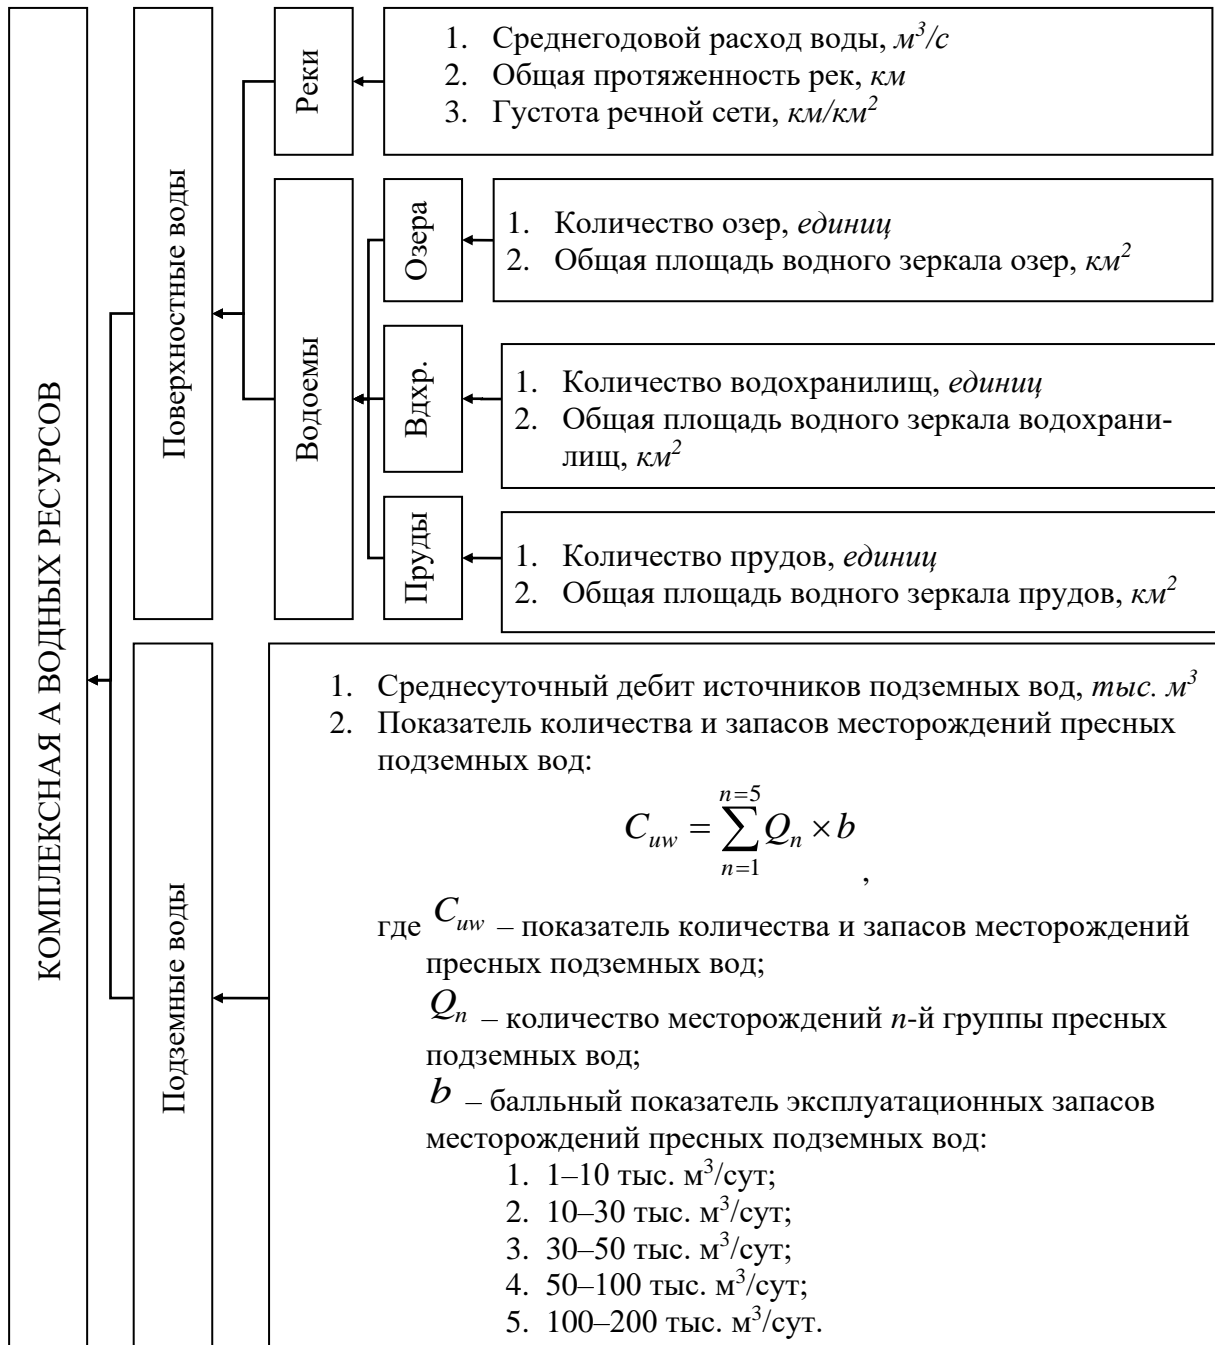 КОМПЛЕКСНАЯ А ВОДНЫХ РЕСУРСОВ
Поверхностные воды
Реки
1. Среднегодовой расход воды, м³/с
2. Общая протяженность рек, км
3. Густота речной сети, км/км²
Водоемы
Озера
1. Количество озер, единиц
2. Общая площадь водного зеркала озер, км²
Вдхр.
1. Количество водохранилищ, единиц
2. Общая площадь водного зеркала водохрани-
лищ, км²
Пруды
1. Количество прудов, единиц
2. Общая площадь водного зеркала прудов, км²
Подземные воды
1. Среднесуточный дебит источников подземных вод, тыс. м³
2. Показатель количества и запасов месторождений пресных
подземных вод:
n=5
C_uw = ∑ Q_n × b
n=1
,
где C_uw – показатель количества и запасов месторождений
пресных подземных вод;
Q_n – количество месторождений n-й группы пресных
подземных вод;
b – балльный показатель эксплуатационных запасов
месторождений пресных подземных вод:
1. 1–10 тыс. м³/сут;
2. 10–30 тыс. м³/сут;
3. 30–50 тыс. м³/сут;
4. 50–100 тыс. м³/сут;
5. 100–200 тыс. м³/сут.